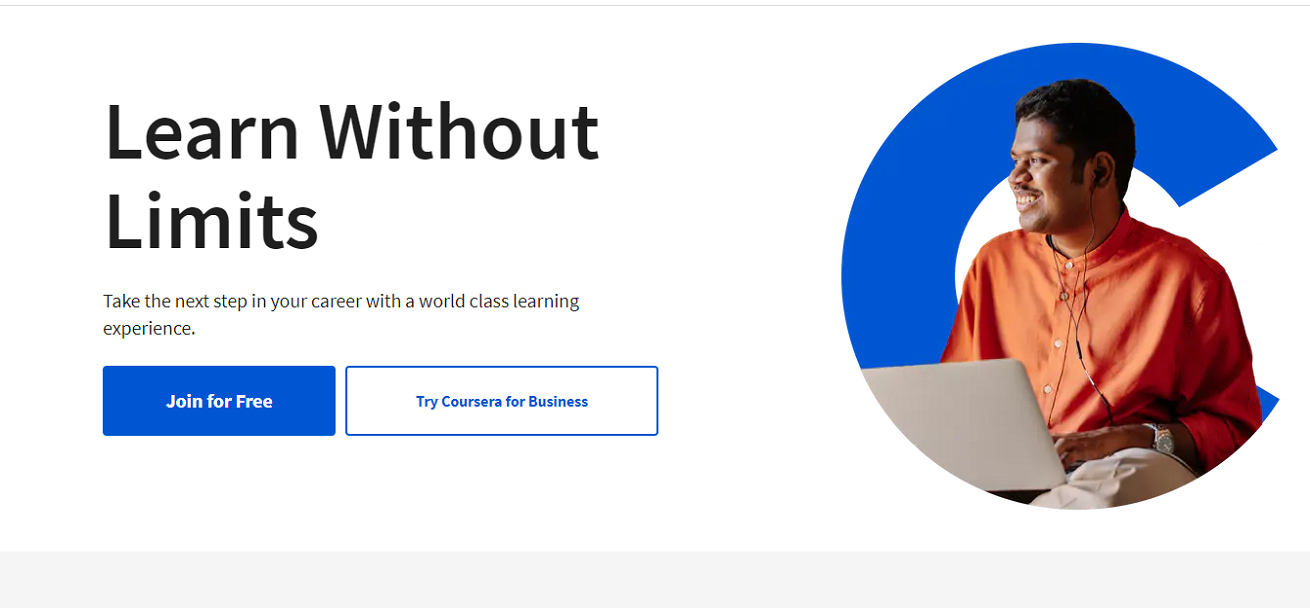 Learn Without
Limits
Take the next step in your career with a world class learning
experience.
Join for Free
Try Coursera for Business